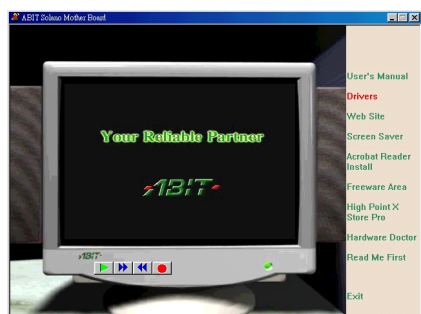 ABIT Solano Mother Board
Your Reliable Partner
ABIT
ABIT
User's Manual
Drivers
Web Site
Screen Saver
Acrobat Reader
Install
Freeware Area
High Point X
Store Pro
Hardware Doctor
Read Me First
Exit